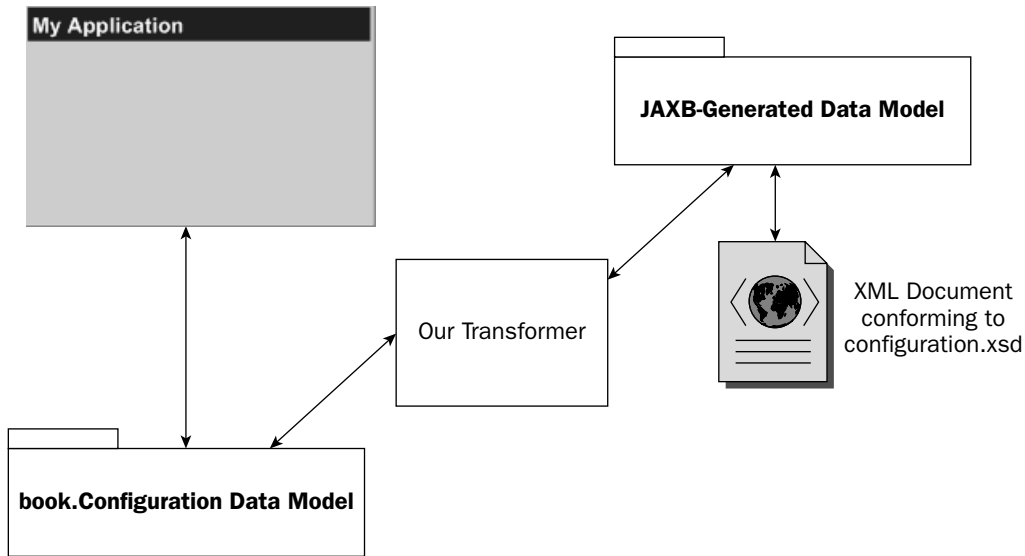 My Application
JAXB-Generated Data Model
XML Document
conforming to
configuration.xsd
Our Transformer
book.Configuration Data Model